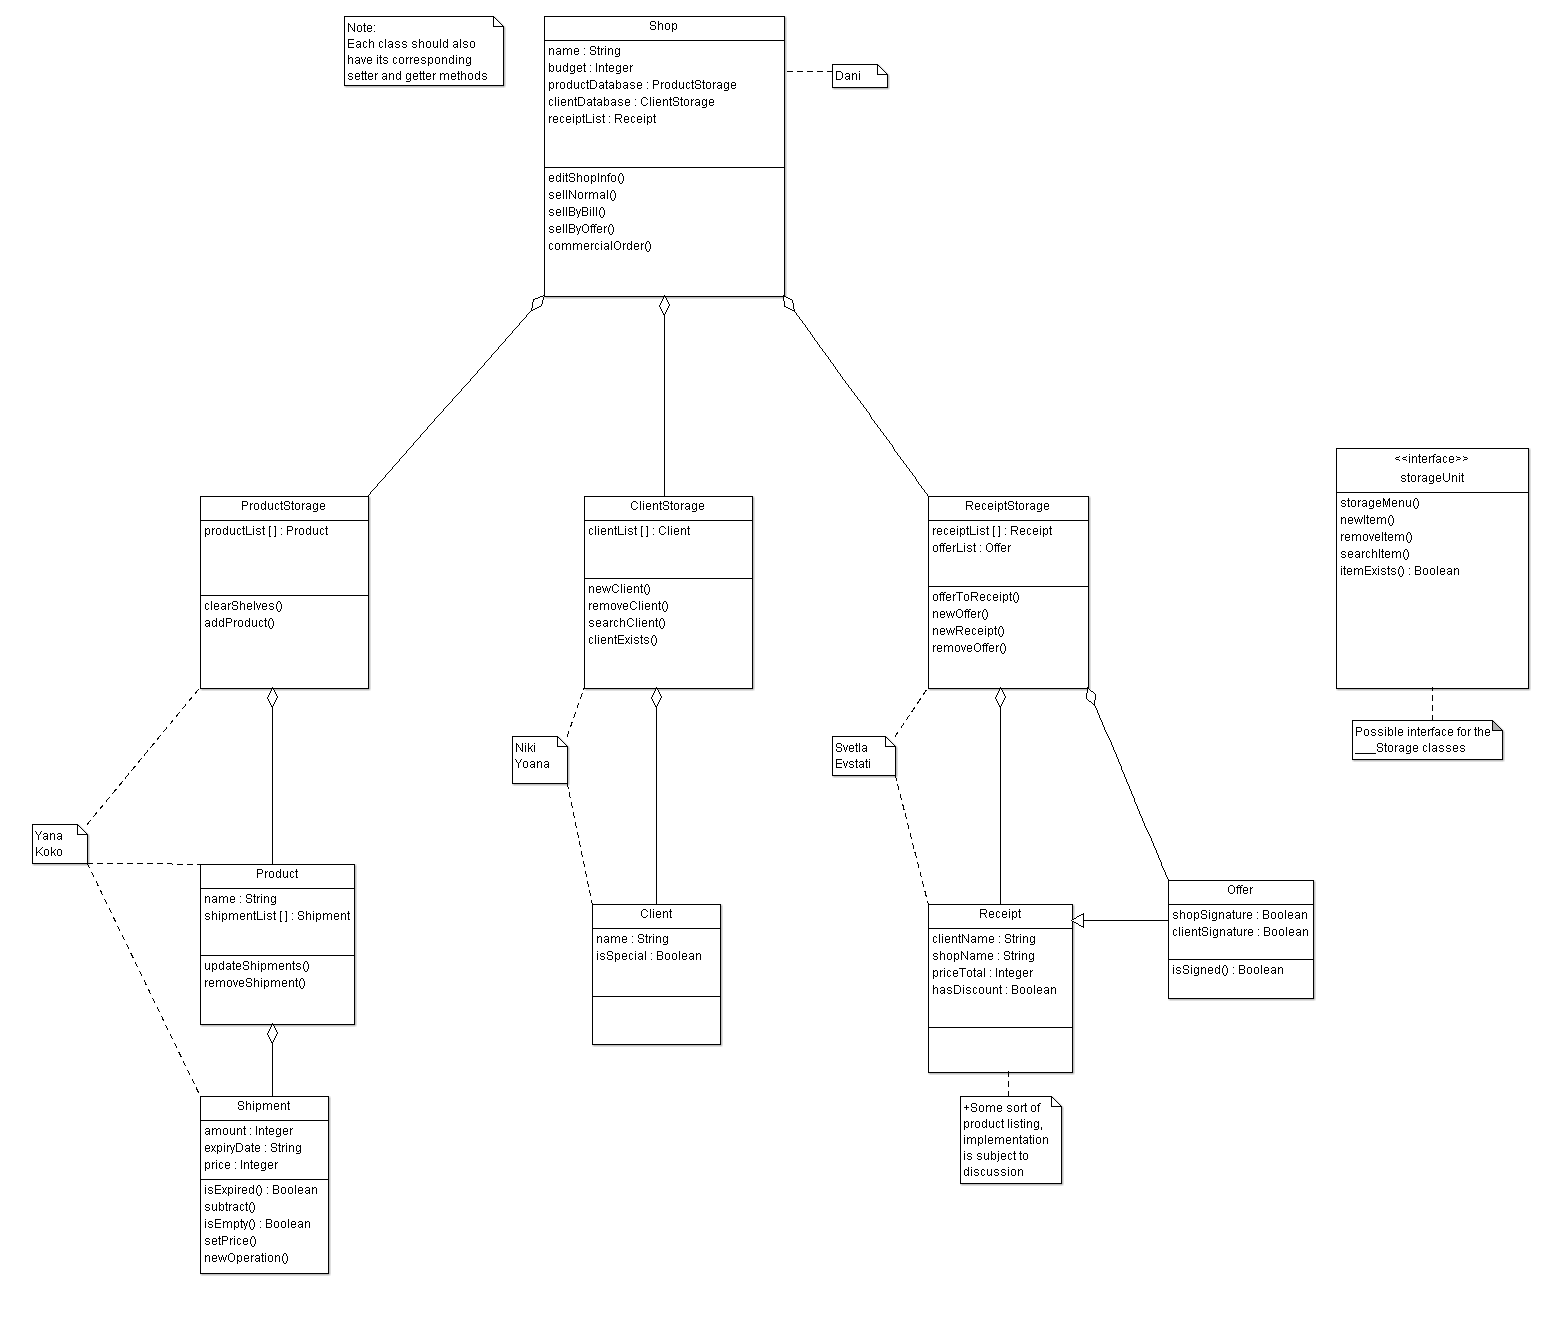 Note:
Each class should also
have its corresponding
setter and getter methods
Shop
name : String
budget : Integer
productDatabase : ProductStorage
clientDatabase : ClientStorage
receiptList : Receipt
editShopInfo()
sellNormal()
sellByBill()
sellByOffer()
commercialOrder()
Dani
ProductStorage
productList [ ] : Product
clearShelves()
addProduct()
ClientStorage
clientList [ ] : Client
newClient()
removeClient()
searchClient()
clientExists()
ReceiptStorage
receiptList [ ] : Receipt
offerList : Offer
offerToReceipt()
newOffer()
newReceipt()
removeOffer()
<<interface>>
storageUnit
storageMenu()
newItem()
removeItem()
searchItem()
itemExists() : Boolean
Possible interface for the
___Storage classes
Niki
Yoana
Svetla
Evstati
Yana
Koko
Product
name : String
shipmentList [ ] : Shipment
updateShipments()
removeShipment()
Client
name : String
isSpecial : Boolean
Receipt
clientName : String
shopName : String
priceTotal : Integer
hasDiscount : Boolean
Offer
shopSignature : Boolean
clientSignature : Boolean
isSigned() : Boolean
Shipment
amount : Integer
expiryDate : String
price : Integer
isExpired() : Boolean
subtract()
isEmpty() : Boolean
setPrice()
newOperation()
+Some sort of
product listing,
implementation
is subject to
discussion